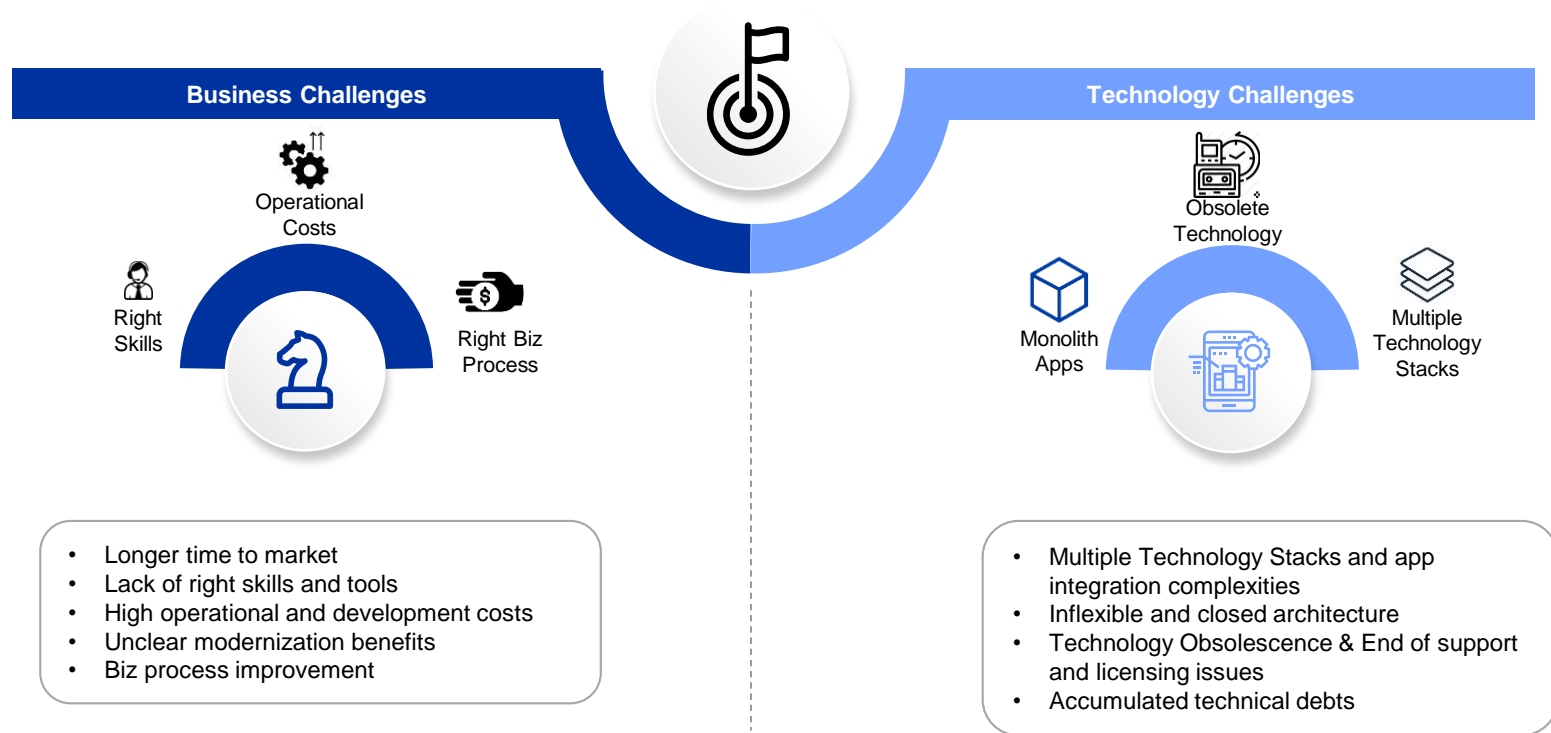 Business Challenges
Technology Challenges
Operational
Costs
Right
Skills
$
Right Biz
Process
Obsolete
Technology
Monolith
Apps
Multiple
Technology
Stacks
• Longer time to market
• Lack of right skills and tools
• High operational and development costs
• Unclear modernization benefits
• Biz process improvement
• Multiple Technology Stacks and app
integration complexities
• Inflexible and closed architecture
• Technology Obsolescence & End of support
and licensing issues
• Accumulated technical debts